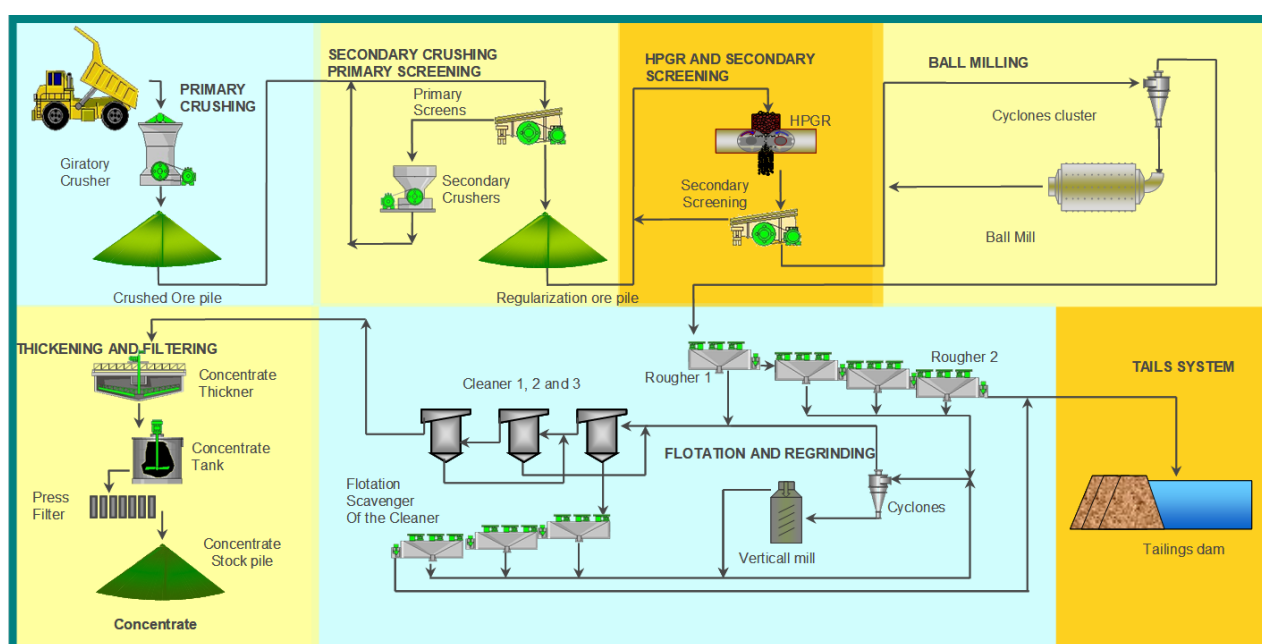 PRIMARY
CRUSHING
Giratory
Crusher
Crushed Ore pile
SECONDARY CRUSHING
PRIMARY SCREENING
Primary
Screens
Secondary
Crushers
Regularization ore pile
HPGR AND SECONDARY
SCREENING
HPGR
Secondary
Screening
BALL MILLING
Cyclones cluster
Ball Mill
THICKENING AND FILTERING
Concentrate
Thickner
Concentrate
Tank
Press
Filter
Concentrate
Stock pile
Concentrate
Cleaner 1, 2 and 3
Rougher 1
Rougher 2
FLOTATION AND REGRINDING
Flotation
Scavenger
Of the Cleaner
Cyclones
Verticall mill
TAILS SYSTEM
Tailings dam